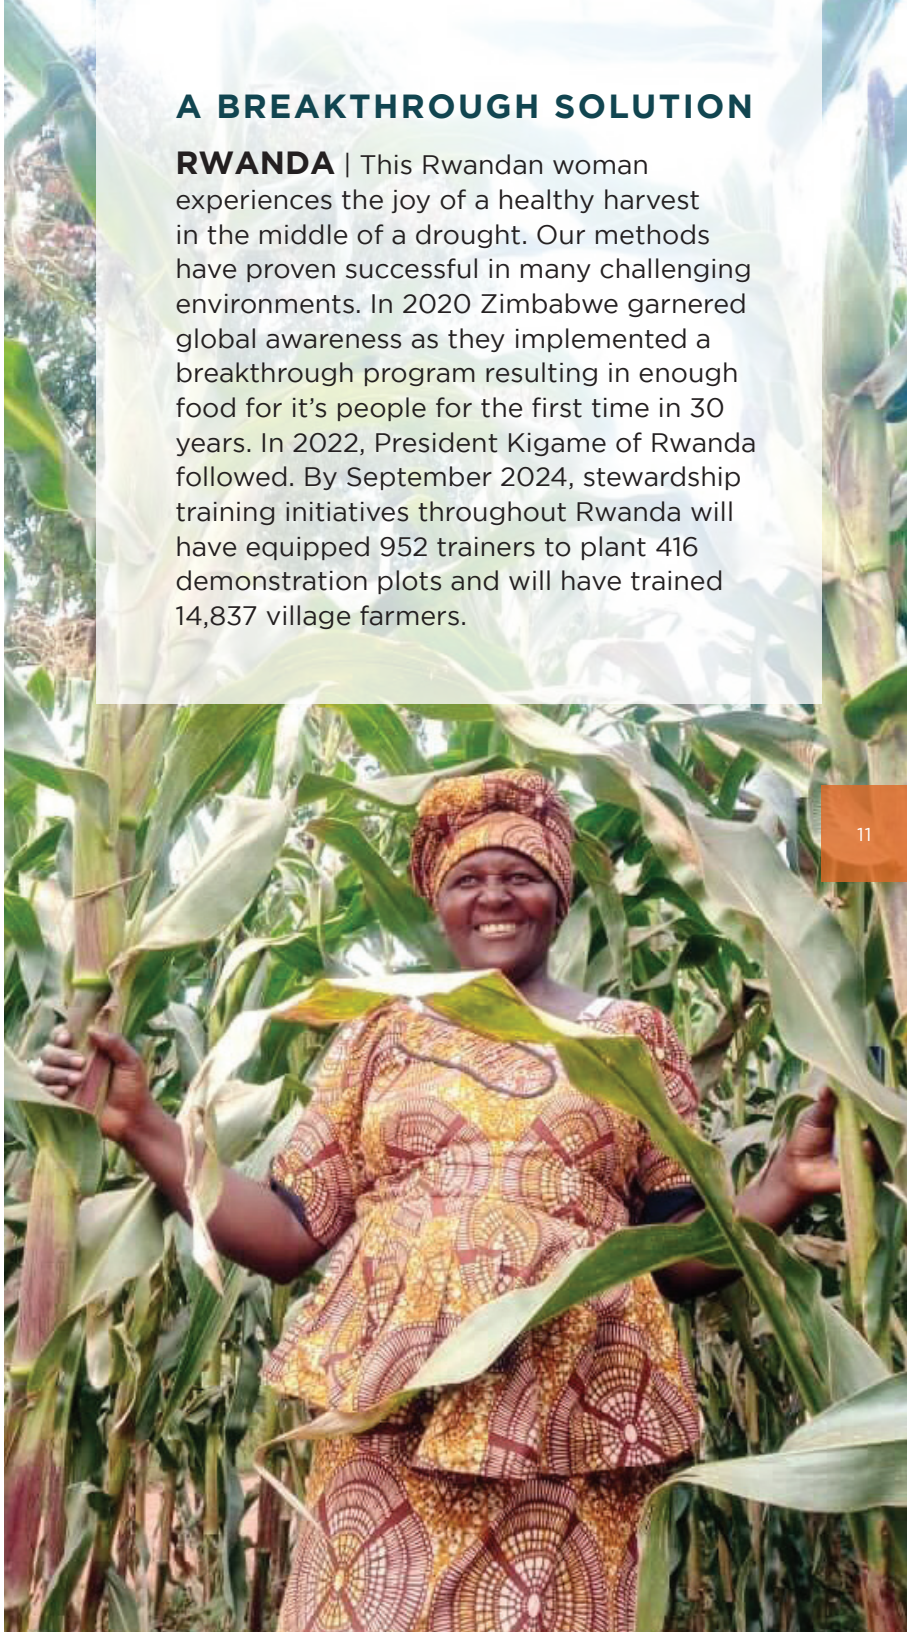 A BREAKTHROUGH SOLUTION
RWANDA | This Rwandan woman
experiences the joy of a healthy harvest
in the middle of a drought. Our methods
have proven successful in many challenging
environments. In 2020 Zimbabwe garnered
global awareness as they implemented a
breakthrough program resulting in enough
food for it’s people for the first time in 30
years. In 2022, President Kigame of Rwanda
followed. By September 2024, stewardship
training initiatives throughout Rwanda will
have equipped 952 trainers to plant 416
demonstration plots and will have trained
14,837 village farmers.
11